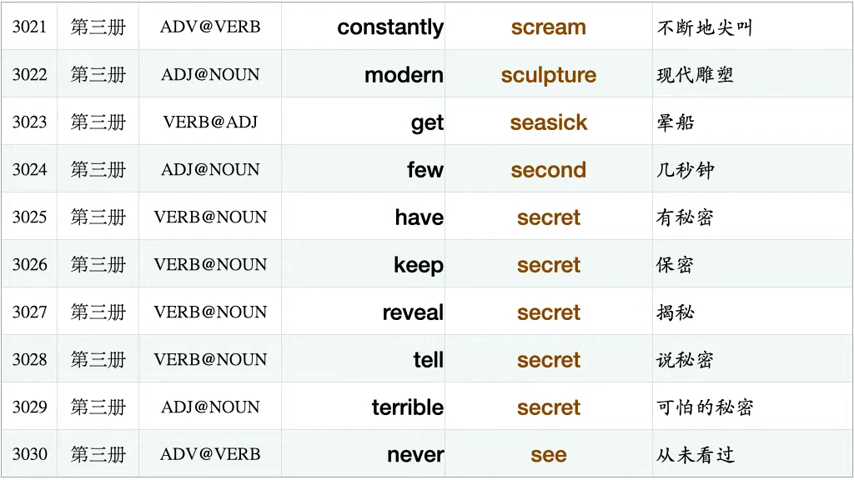 3021 第三册 ADV@VERB constantly scream 不断地尖叫
3022 第三册 ADJ@NOUN modern sculpture 现代雕塑
3023 第三册 VERB@ADJ get seasick 晕船
3024 第三册 ADJ@NOUN few second 几秒钟
3025 第三册 VERB@NOUN have secret 有秘密
3026 第三册 VERB@NOUN keep secret 保密
3027 第三册 VERB@NOUN reveal secret 揭秘
3028 第三册 VERB@NOUN tell secret 说秘密
3029 第三册 ADJ@NOUN terrible secret 可怕的秘密
3030 第三册 ADV@VERB never see 从未看过